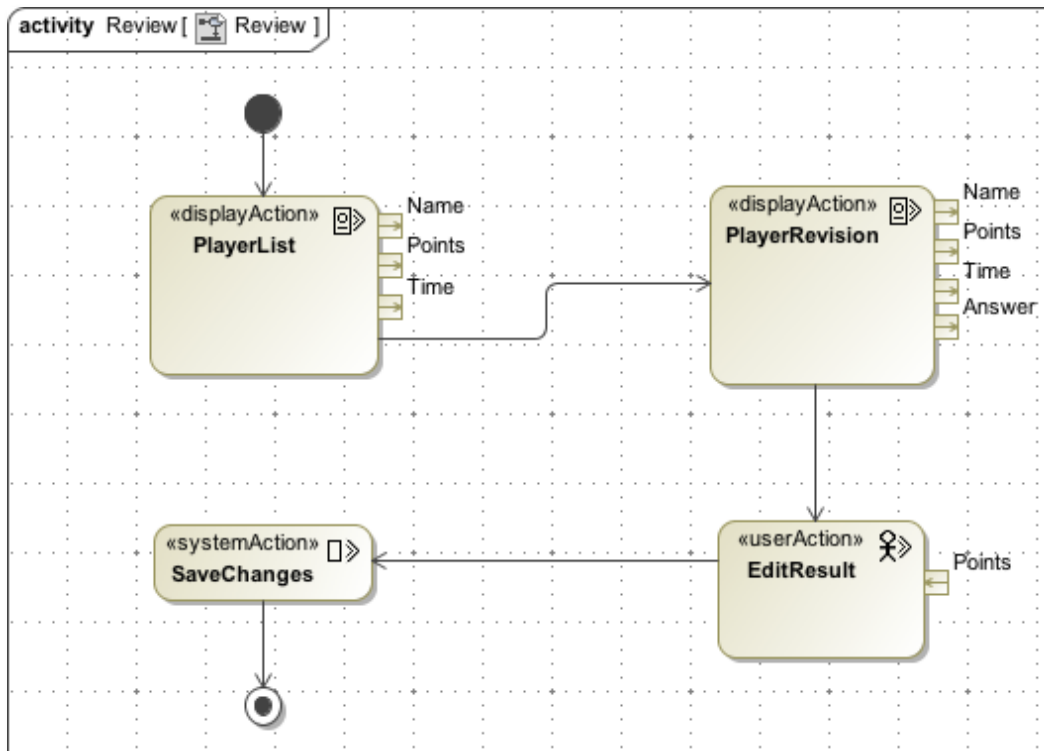 activity Review [ Review ]
«displayAction»
PlayerList
Name
Points
Time
«displayAction»
PlayerRevision
Name
Points
Time
Answer
«systemAction»
SaveChanges
«userAction»
EditResult
Points